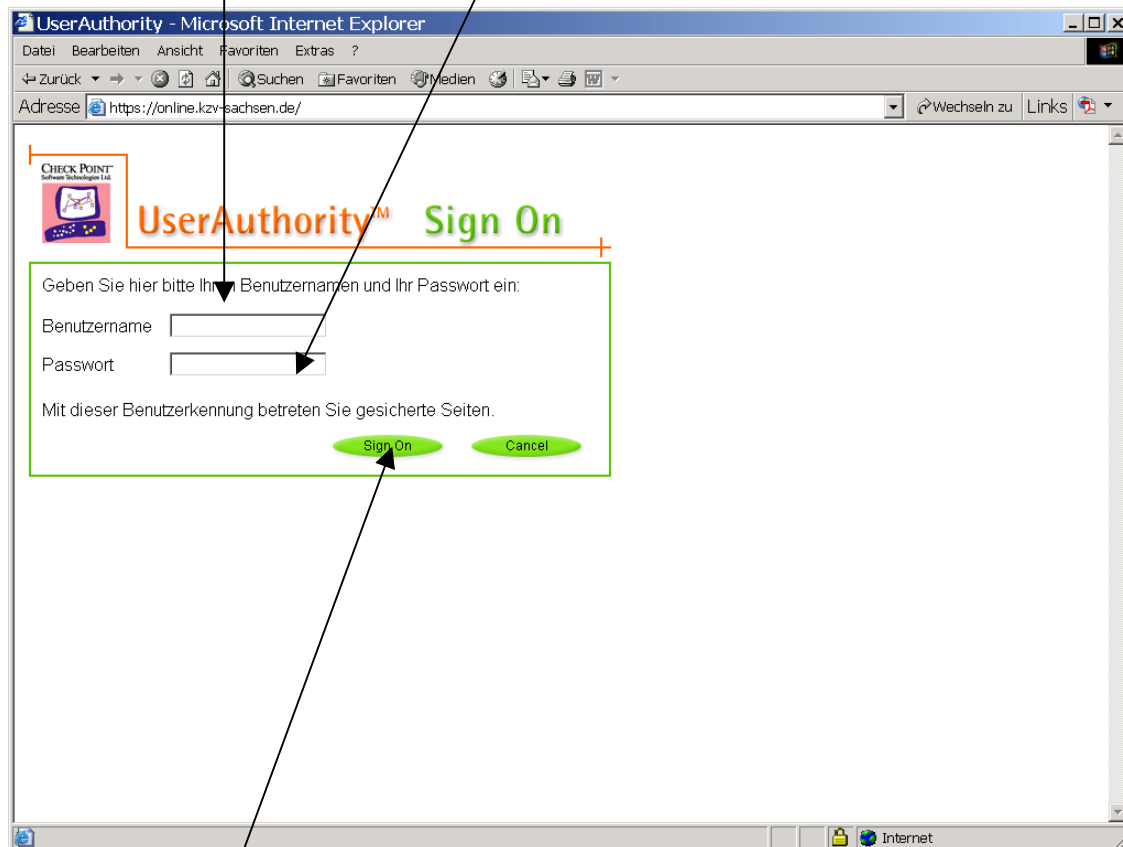 UserAuthority - Microsoft Internet Explorer
Datei Bearbeiten Ansicht Favoriten Extras ?
Zurück Suchen Favoriten Medien
Adresse https://online.kzv-sachsen.de/ Wechseln zu Links
CHECK POINT
Software Technologies Ltd.
UserAuthority™ Sign On
Geben Sie hier bitte Ihren Benutzernamen und Ihr Passwort ein:
Benutzername
Passwort
Mit dieser Benutzerkennung betreten Sie gesicherte Seiten.
Sign On Cancel
Internet